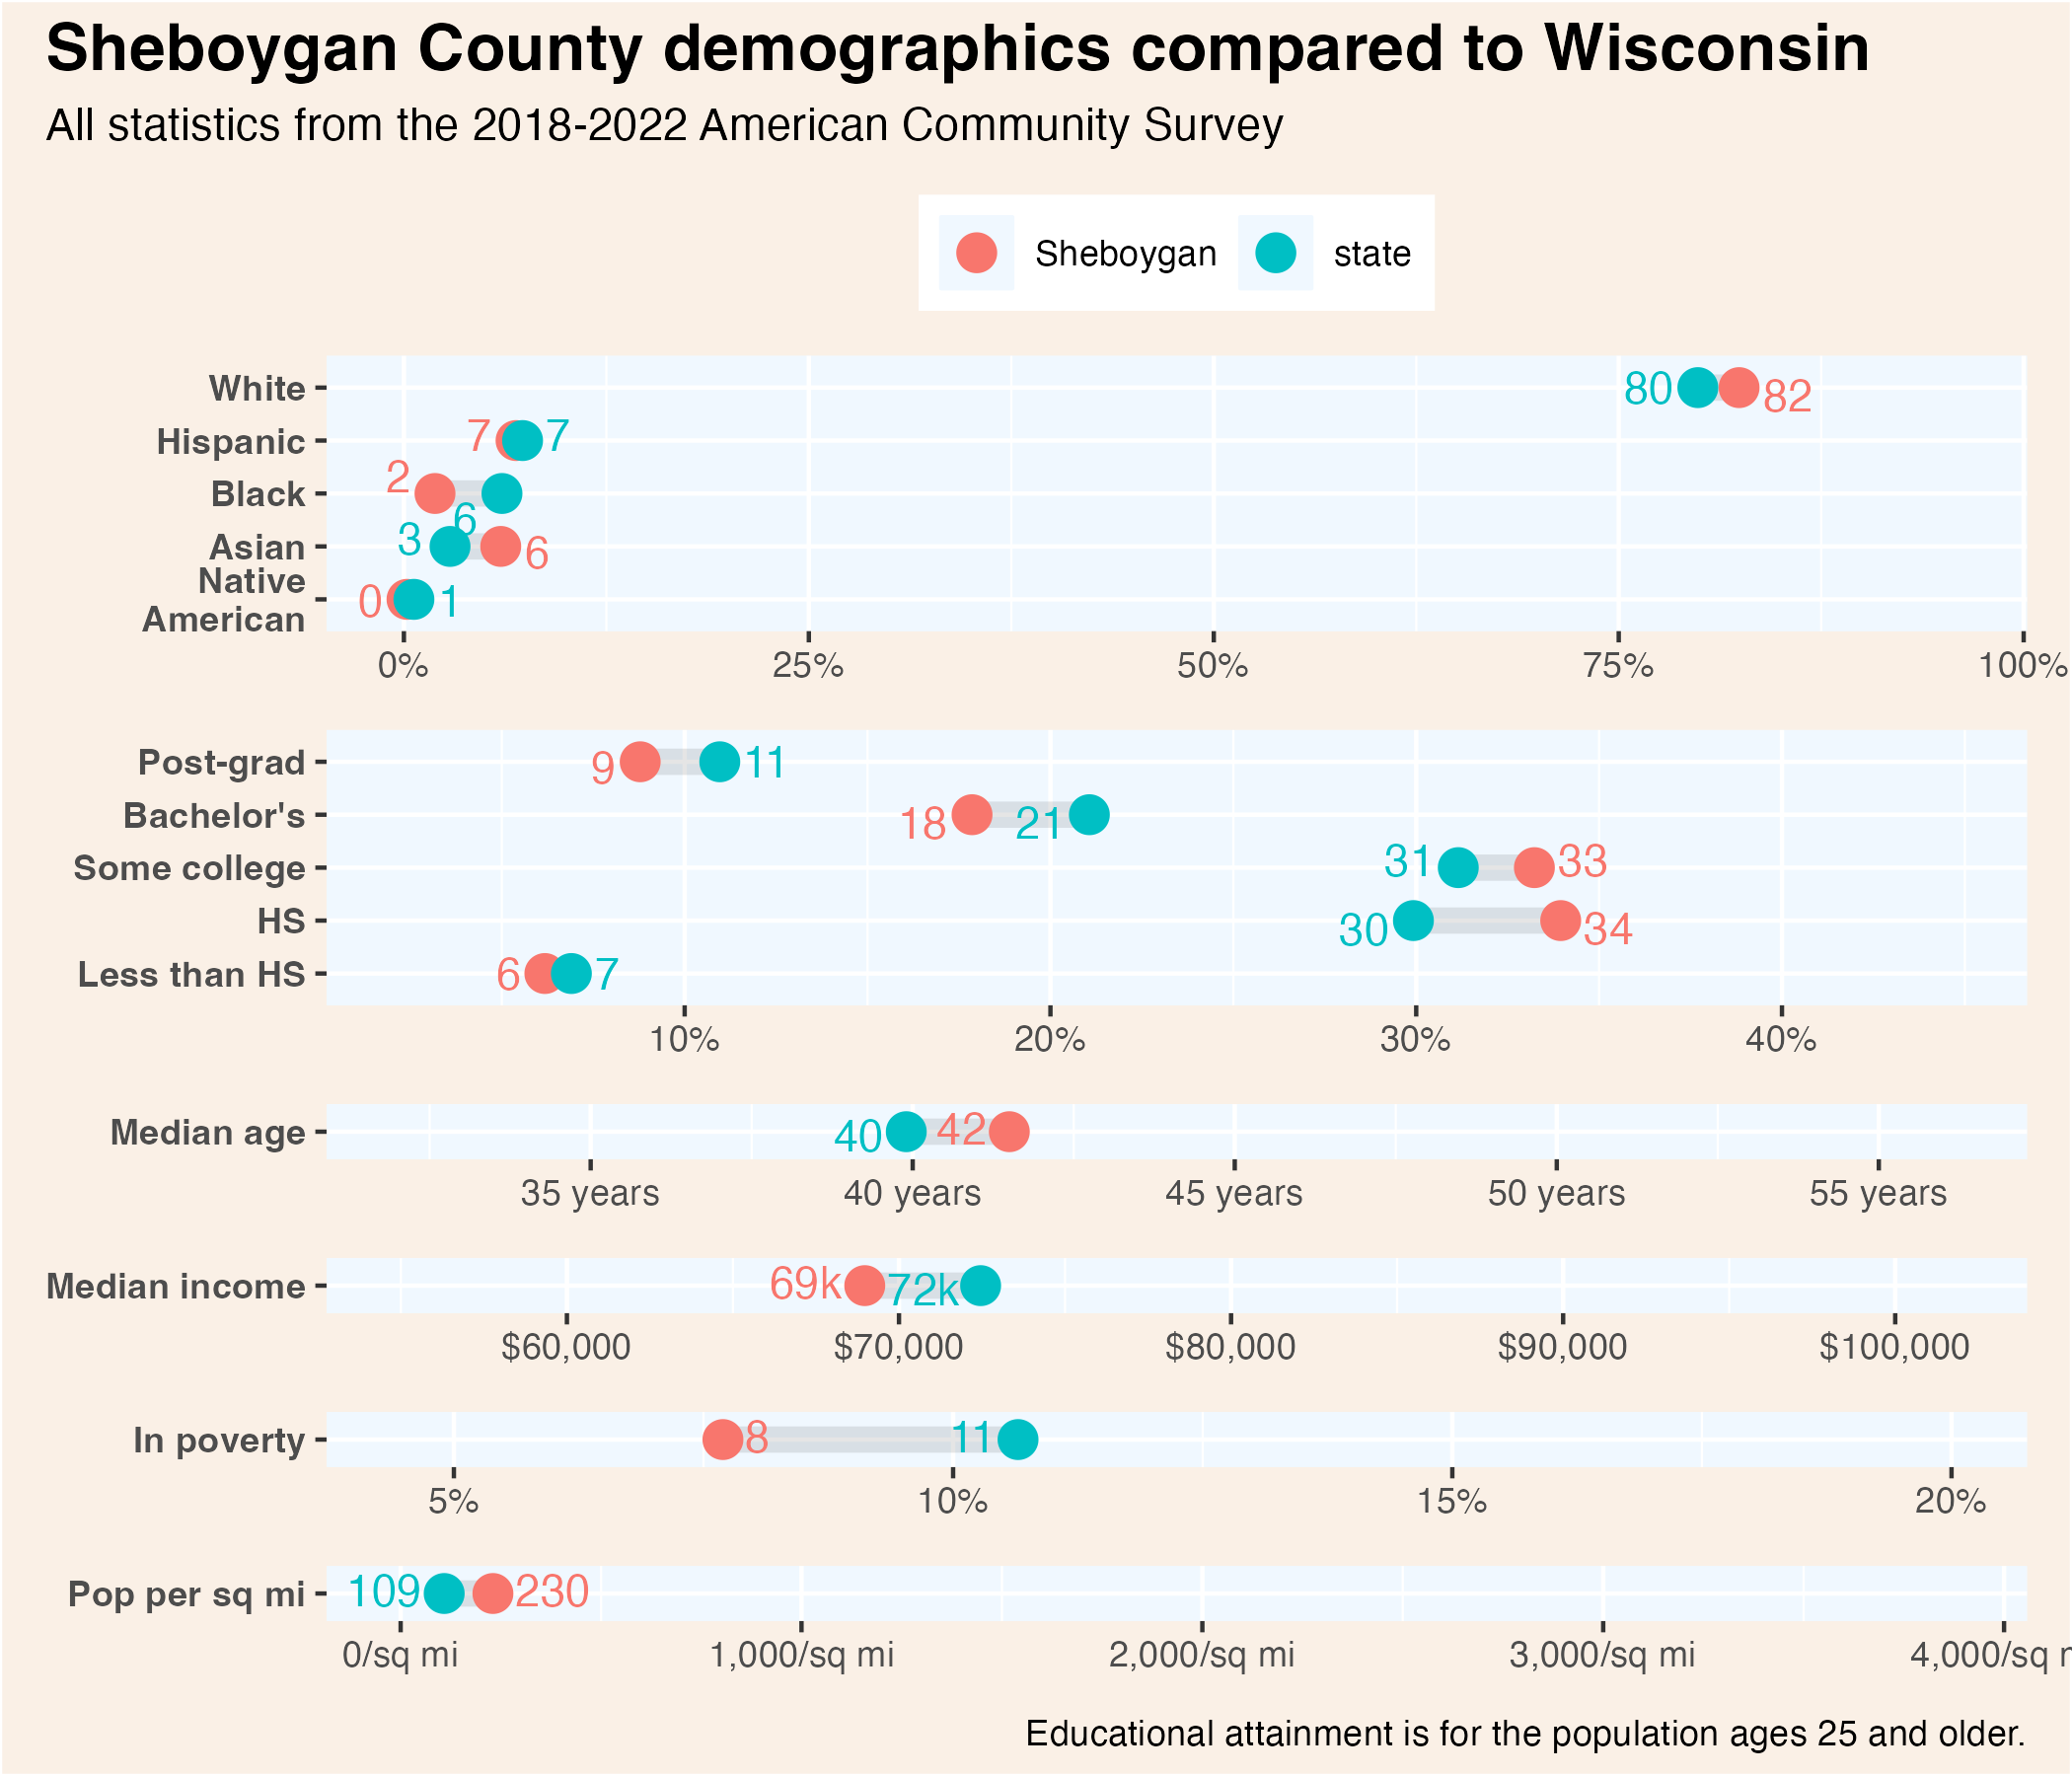 Sheboygan County demographics compared to Wisconsin
All statistics from the 2018-2022 American Community Survey
Sheboygan state
White 80 82
Hispanic 7 7
Black 2 6
Asian 3 6
Native
American 0 1
0% 25% 50% 75% 100%
Post-grad 9 11
Bachelor's 18 21
Some college 31 33
HS 30 34
Less than HS 6 7
10% 20% 30% 40%
Median age 40 42
35 years 40 years 45 years 50 years 55 years
Median income 69k 72k
$60,000 $70,000 $80,000 $90,000 $100,000
In poverty 8 11
5% 10% 15% 20%
Pop per sq mi 109 230
0/sq mi 1,000/sq mi 2,000/sq mi 3,000/sq mi 4,000/sq
Educational attainment is for the population ages 25 and older.